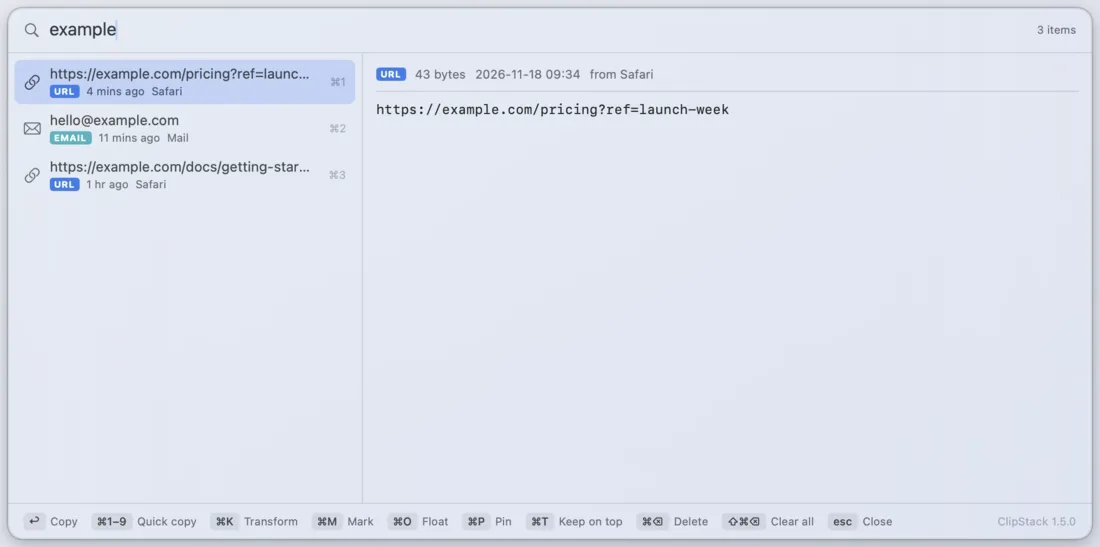 example
3 items
https://example.com/pricing?ref=launc...
⌘1
URL 4 mins ago Safari
hello@example.com
⌘2
EMAIL 11 mins ago Mail
https://example.com/docs/getting-star...
⌘3
URL 1 hr ago Safari
URL 43 bytes 2026-11-18 09:34 from Safari
https://example.com/pricing?ref=launch-week
↩ Copy ⌘1–9 Quick copy ⌘K Transform ⌘M Mark ⌘O Float ⌘P Pin ⌘T Keep on top ⌘⌫ Delete ⇧⌘⌫ Clear all esc Close ClipStack 1.5.0